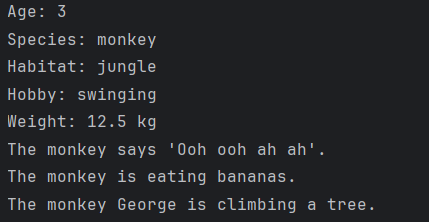 Age: 3
Species: monkey
Habitat: jungle
Hobby: swinging
Weight: 12.5 kg
The monkey says 'Ooh ooh ah ah'.
The monkey is eating bananas.
The monkey George is climbing a tree.